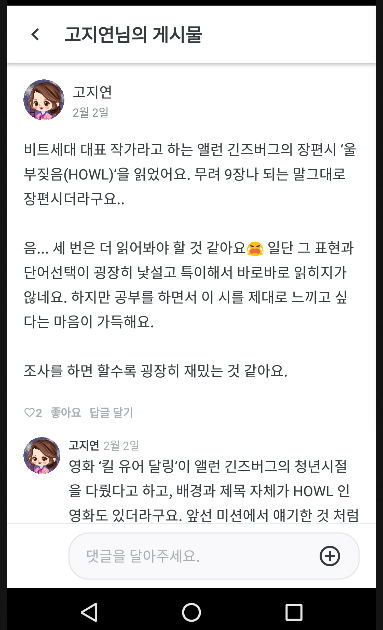 고지연님의 게시물
고지연
2월 2일
비트세대 대표 작가라고 하는 앨런 긴즈버그의 장편시 ‘울
부짖음(HOWL)’을 읽었어요. 무려 9장나 되는 말그대로
장편시더라구요..
음... 세 번은 더 읽어봐야 할 것 같아요😫 일단 그 표현과
단어선택이 굉장히 낯설고 특이해서 바로바로 읽히지가
않네요. 하지만 공부를 하면서 이 시를 제대로 느끼고 싶
다는 마음이 가득해요.
조사를 하면 할수록 굉장히 재밌는 것 같아요.
♡2 좋아요 답글 달기
고지연 2월 2일
영화 ‘킬 유어 달링’이 앨런 긴즈버그의 청년시절
을 다뤘다고 하고, 배경과 제목 자체가 HOWL 인
영화도 있더라구요. 앞선 미션에서 얘기한 것 처럼
댓글을 달아주세요.